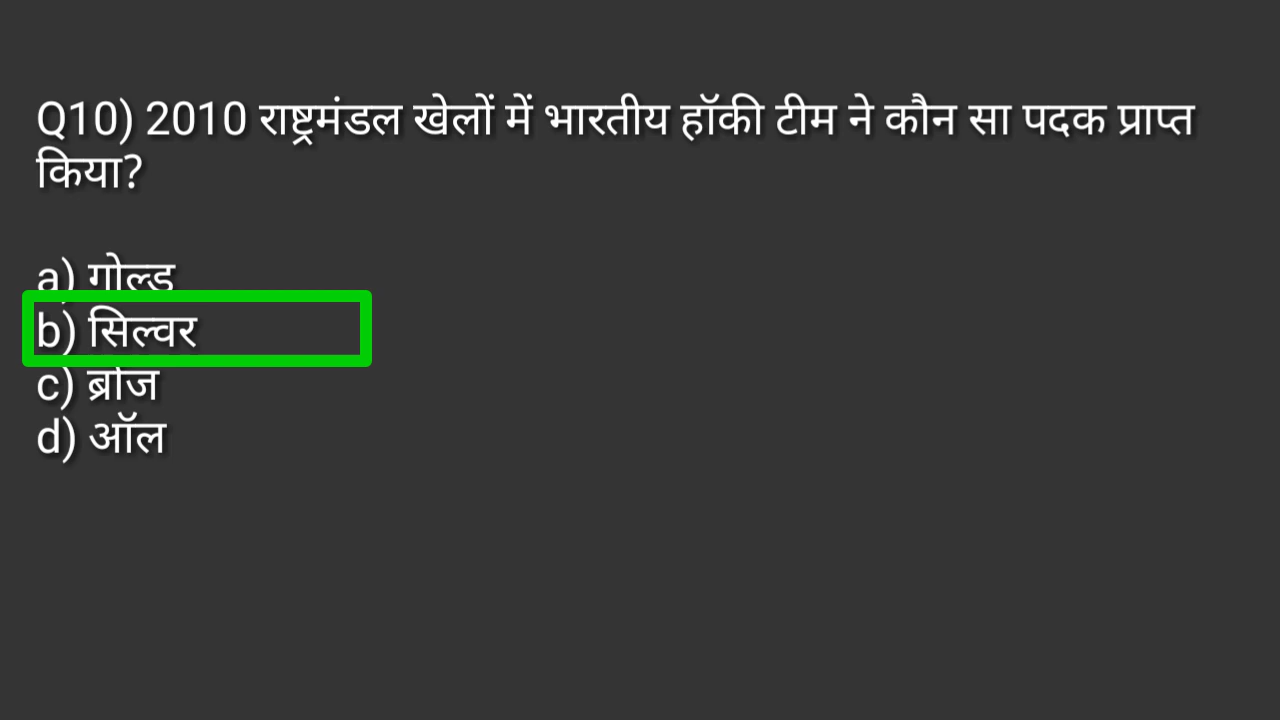 Q10) 2010 राष्ट्रमंडल खेलों में भारतीय हॉकी टीम ने कौन सा पदक प्राप्त
किया?
a) गोल्ड
b) सिल्वर
c) ब्रोंज
d) ऑल